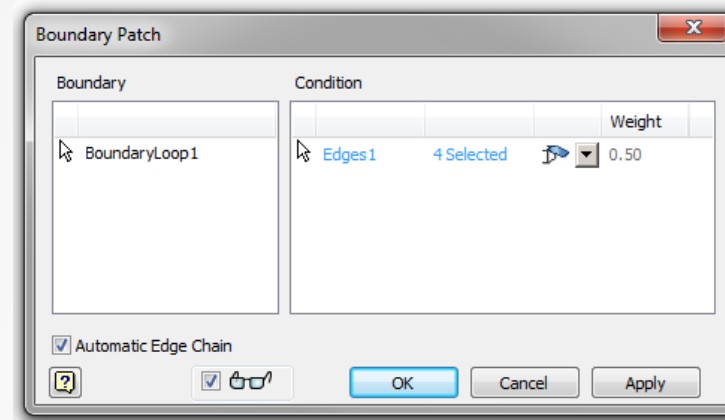 Boundary Patch
Boundary
Condition
Weight
BoundaryLoop1
Edges1 4 Selected 0.50
Automatic Edge Chain
OK Cancel Apply